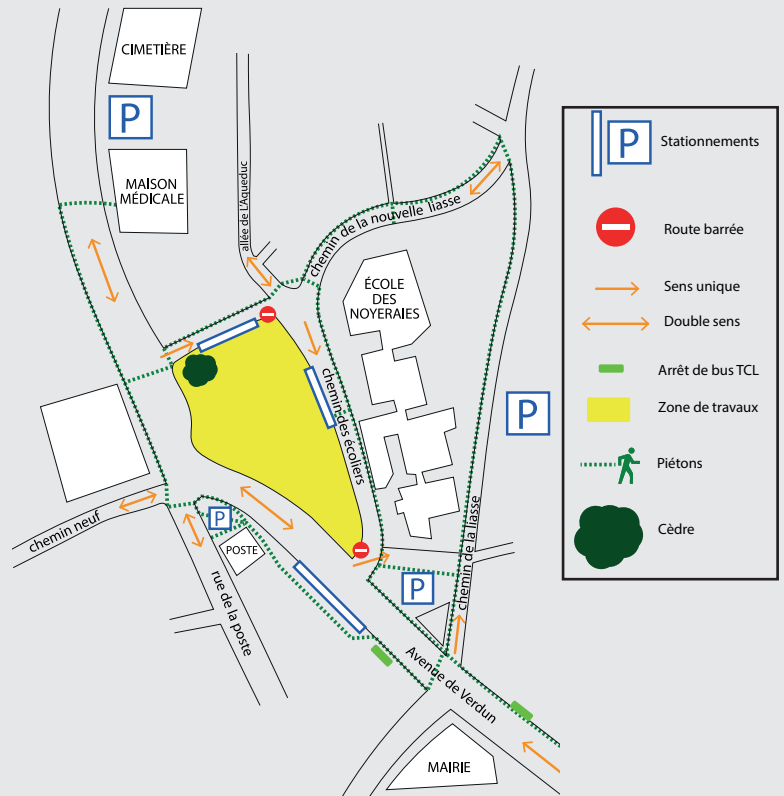 CIMETIÈRE
P
MAISON
MÉDICALE
allée de L'Aqueduc
chemin de la nouvelle liasse
ÉCOLE
DES
NOYERAIES
chemin des écoliers
P
chemin neuf
P
POSTE
rue de la poste
P
chemin de la liasse
Avenue de Verdun
MAIRIE
P
Stationnements
Route barrée
Sens unique
Double sens
Arrêt de bus TCL
Zone de travaux
Piétons
Cèdre